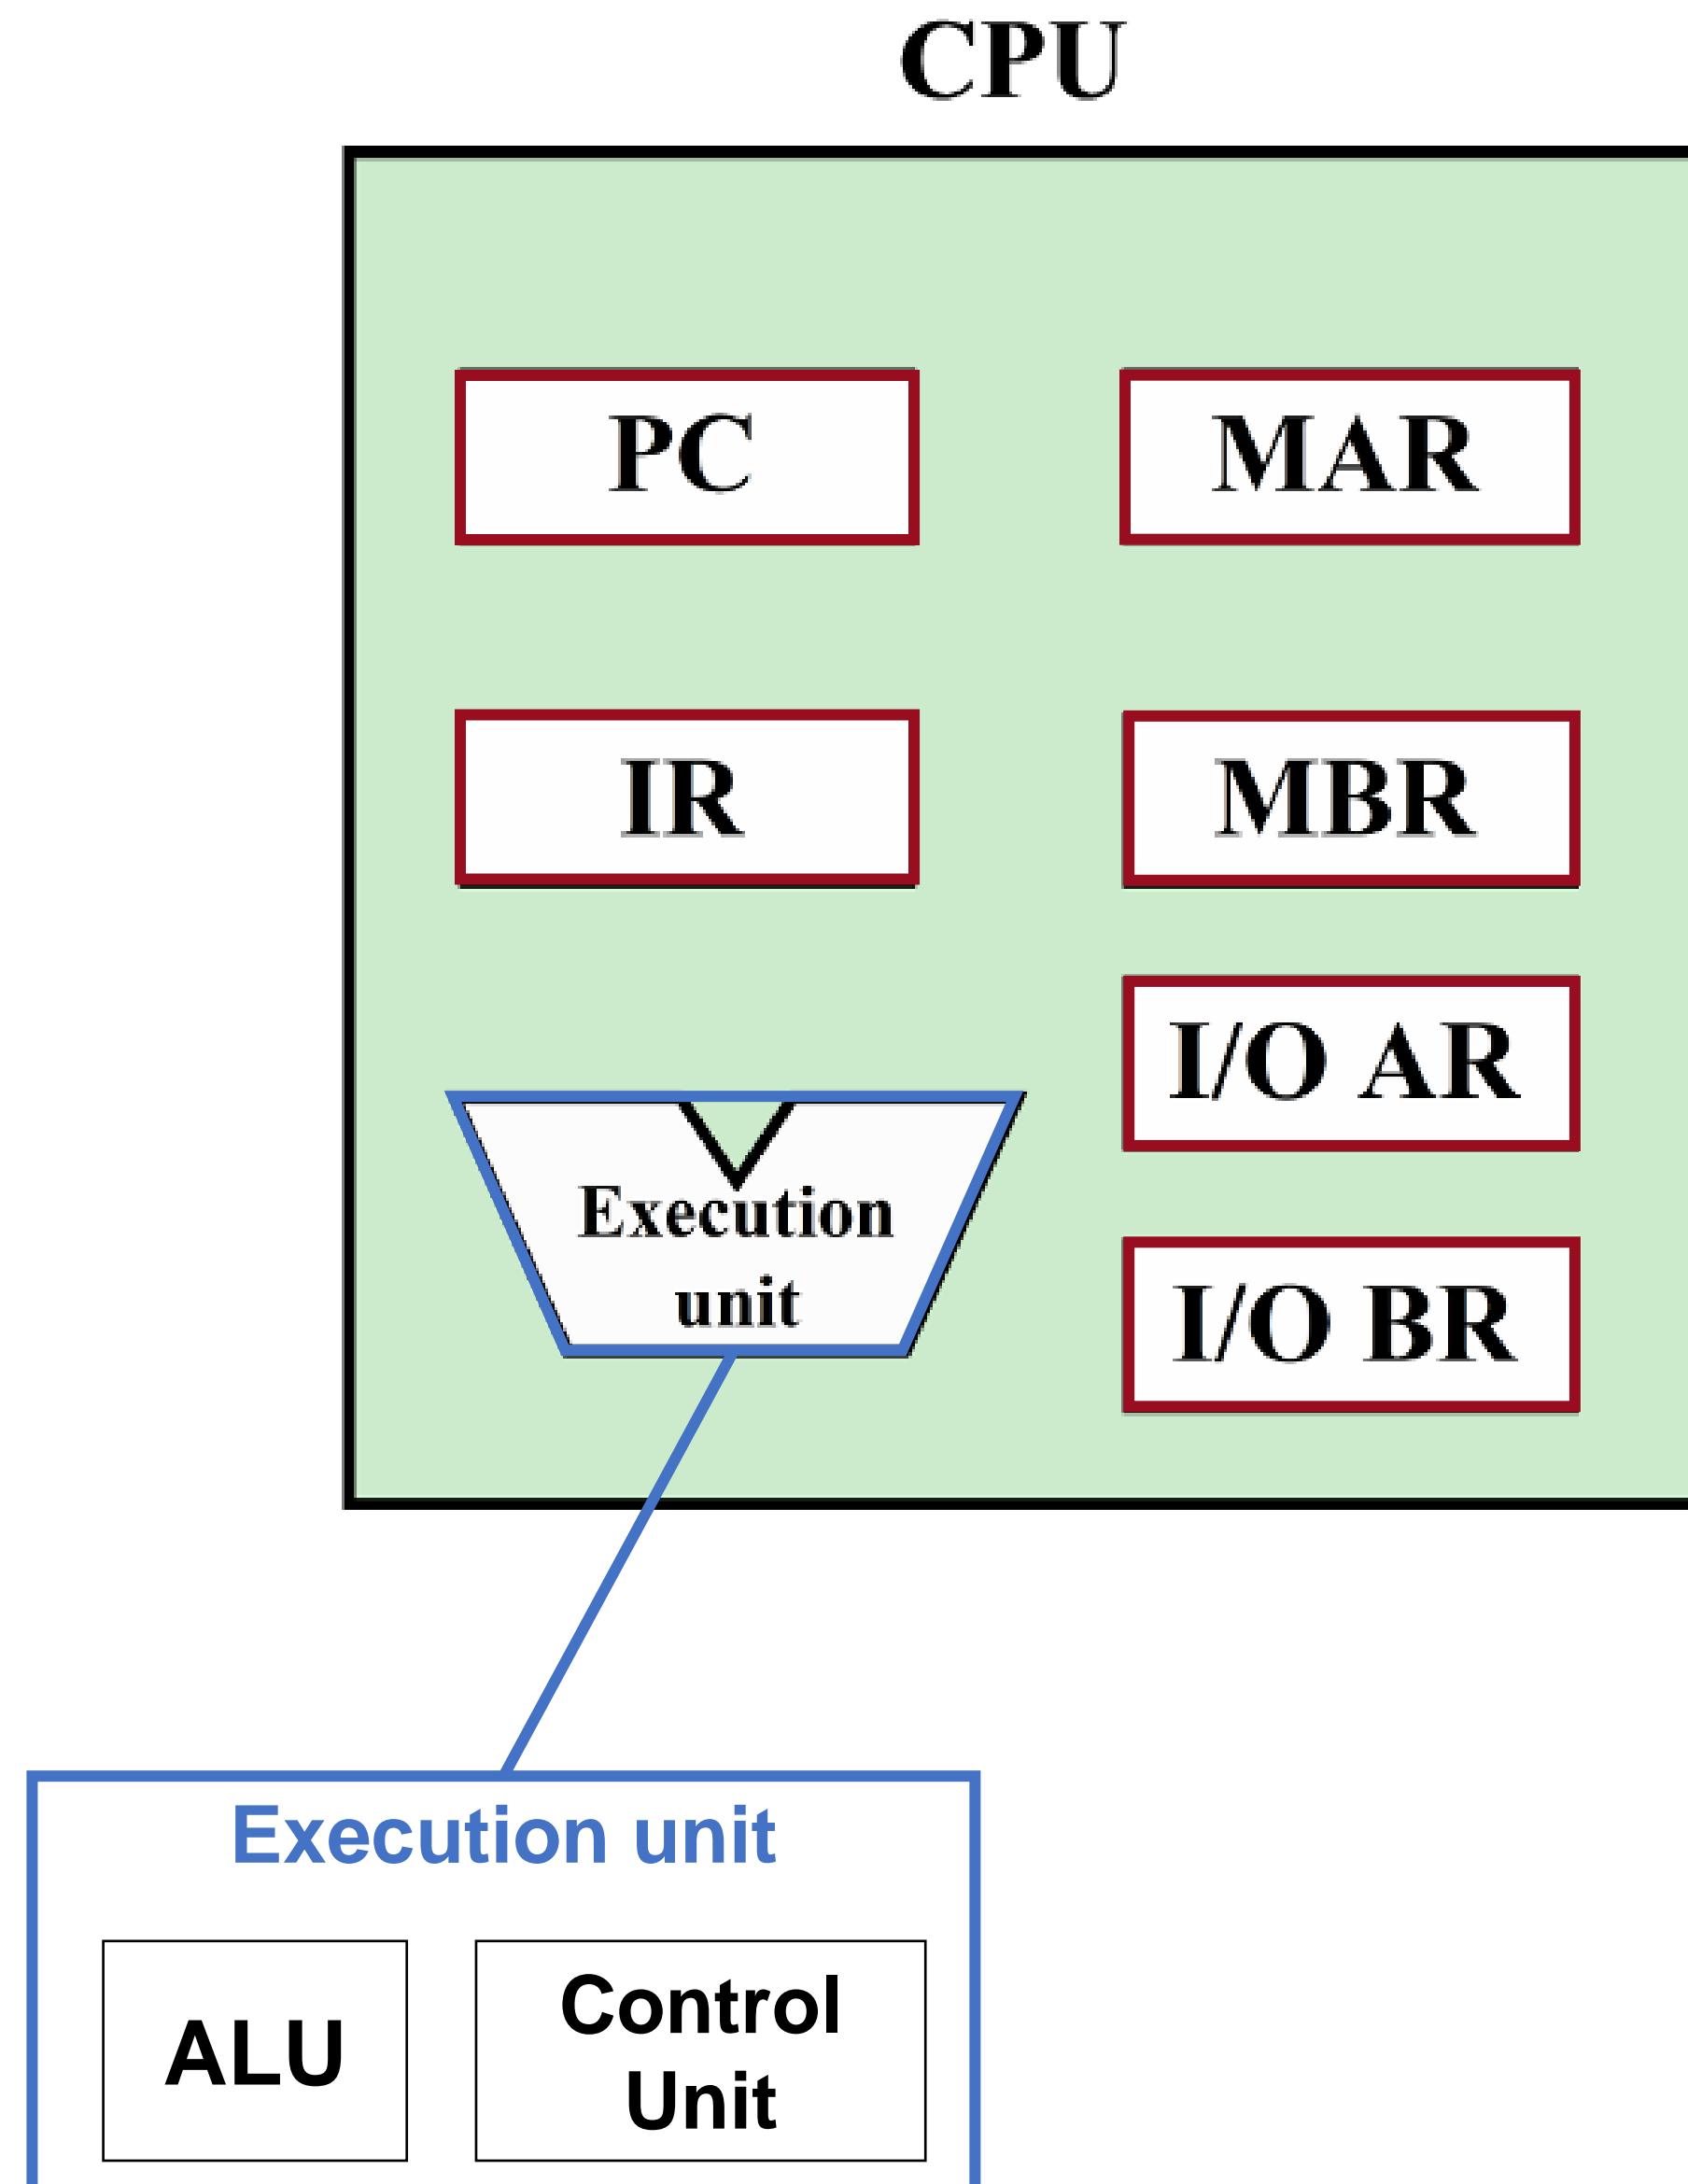 CPU
PC
MAR
IR
MBR
I/O AR
Execution
unit
I/O BR
Execution unit
ALU
Control
Unit